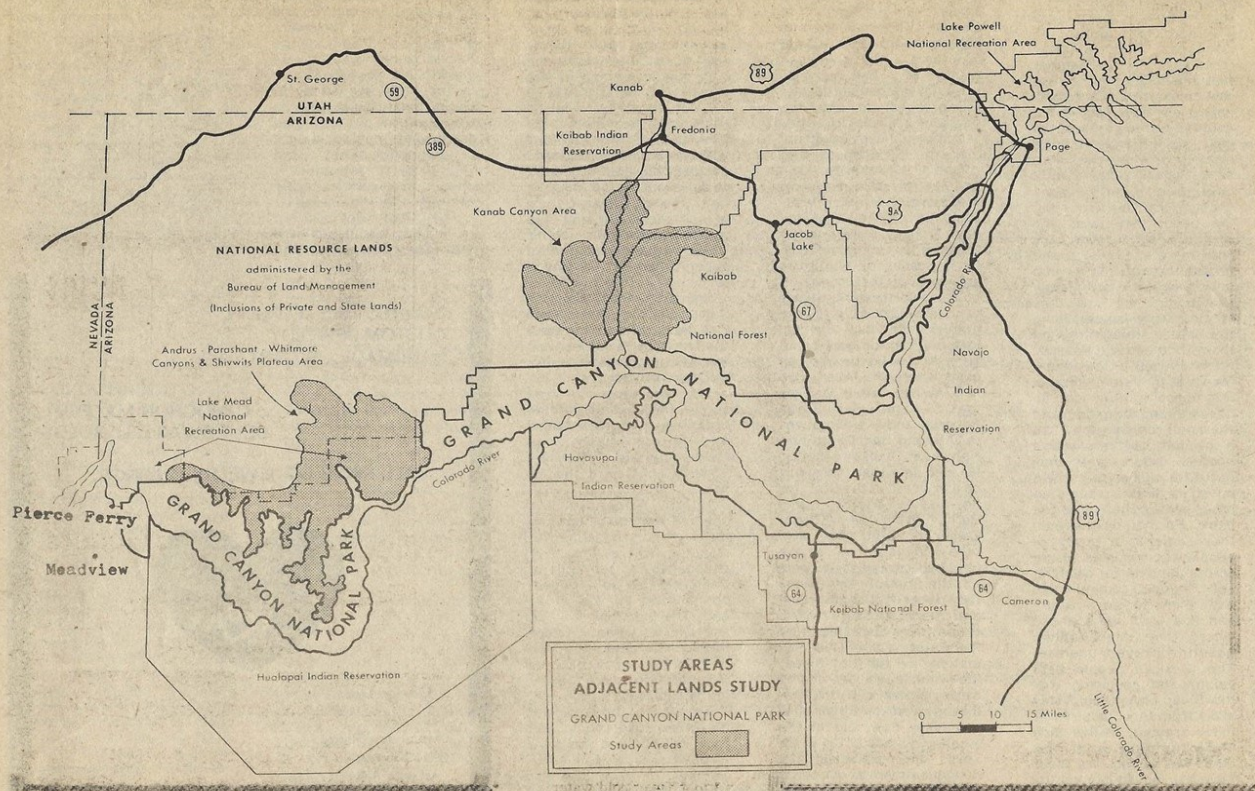 Lake Powell
National Recreation Area
St. George
59
UTAH
ARIZONA
389
Kanab
89
Kaibab Indian
Reservation
Fredonia
Page
Kanab Canyon Area
9A
Jacob
Lake
NATIONAL RESOURCE LANDS
administered by the
Bureau of Land Management
(Inclusions of Private and State Lands)
Kaibab
National Forest
67
Colorado R.
NEVADA
ARIZONA
Navajo
Indian
Reservation
Andrus - Parashant - Whitmore
Canyons & Shivwits Plateau Area
Lake Mead
National
Recreation Area
GRAND CANYON NATIONAL PARK
Colorado River
Havasupai
Indian Reservation
Pierce Ferry
Meadview
GRAND CANYON NATIONAL PARK
89
Tusayan
64
Kaibab National Forest
64
Cameron
Hualapai Indian Reservation
STUDY AREAS
ADJACENT LANDS STUDY
GRAND CANYON NATIONAL PARK
Study Areas
0 5 10 15 Miles
Little Colorado River